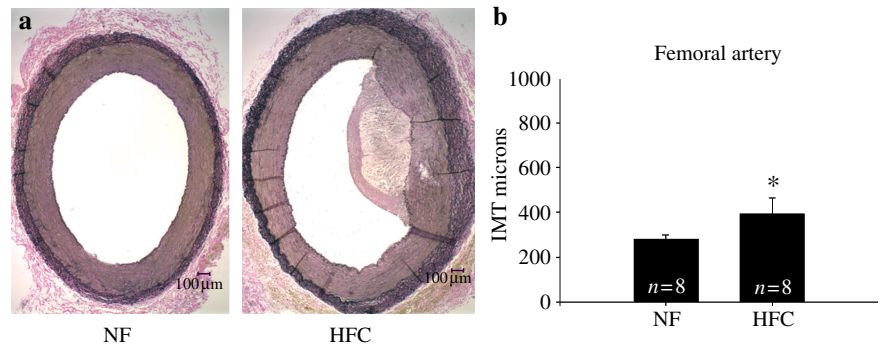 a
100 μm
NF
100 μm
HFC
b
Femoral artery
IMT microns
1000
800
600
400
200
0
*
n=8
n=8
NF
HFC